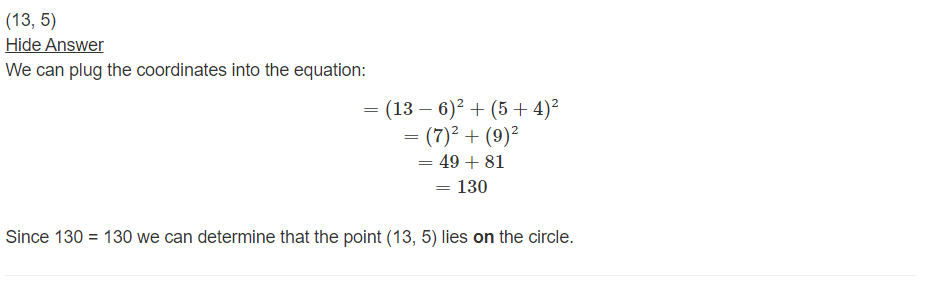 (13, 5)
Hide Answer
We can plug the coordinates into the equation:
= (13 − 6)² + (5 + 4)²
= (7)² + (9)²
= 49 + 81
= 130
Since 130 = 130 we can determine that the point (13, 5) lies on the circle.